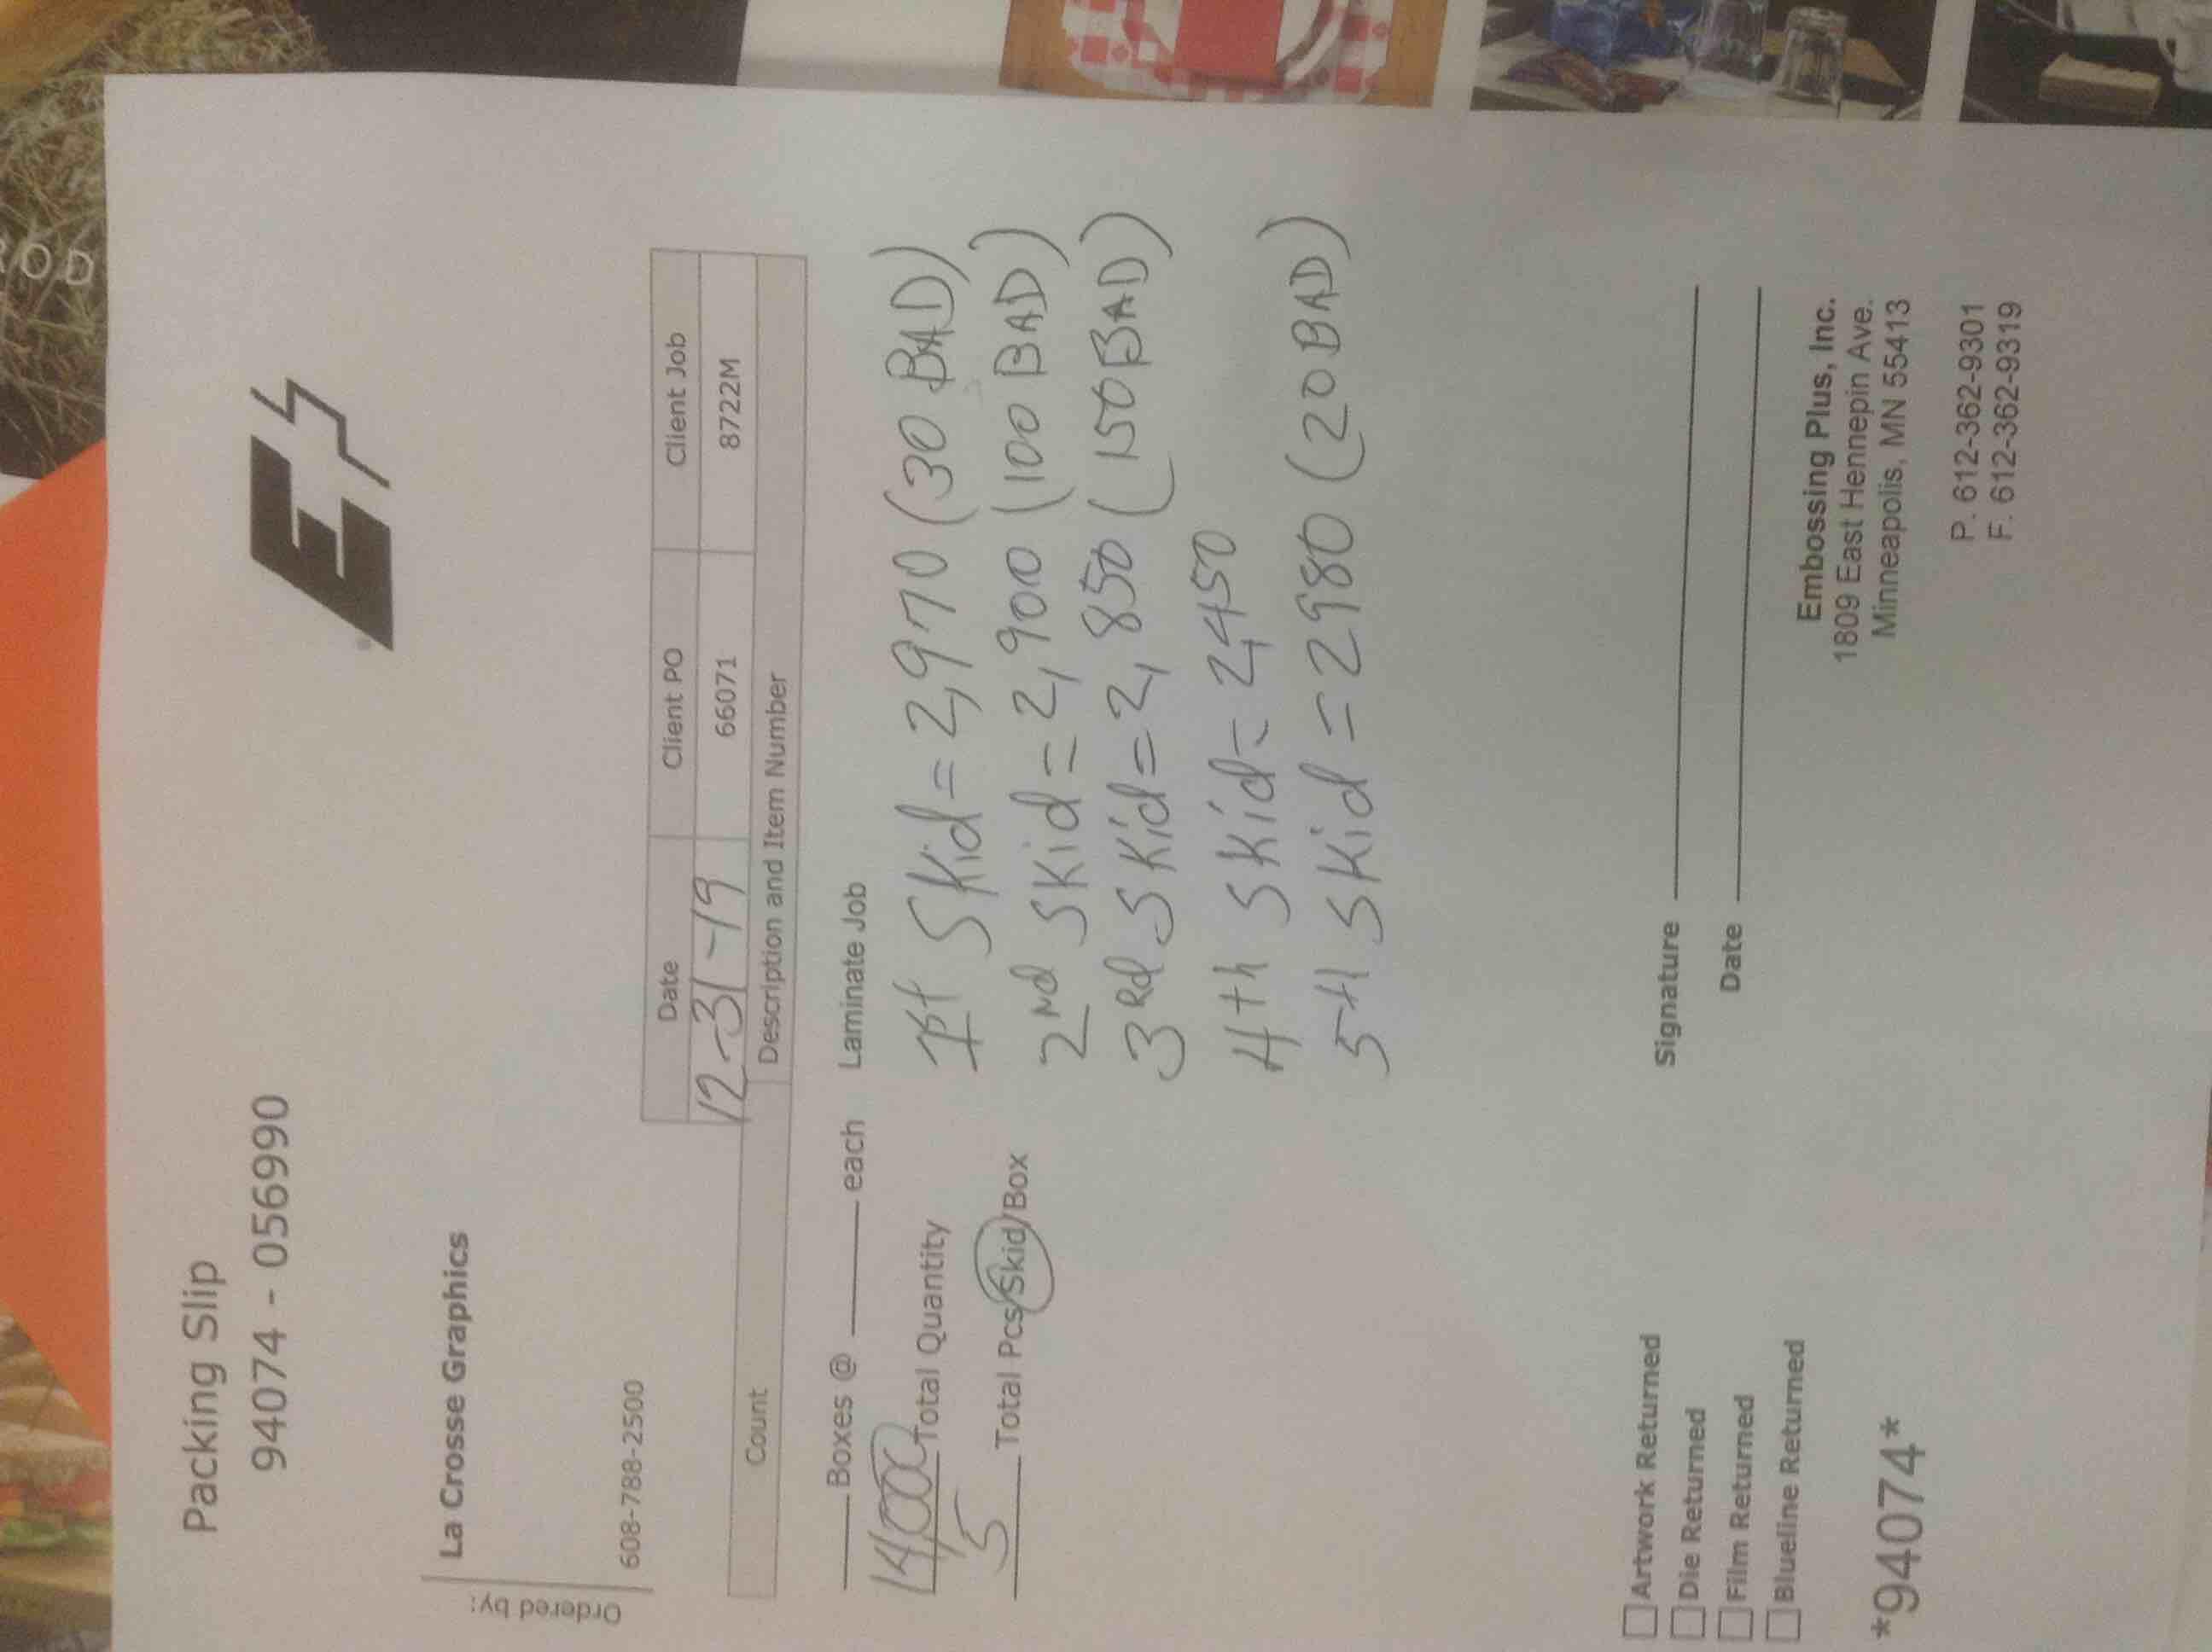 ROD
Packing Slip
94074 - 056990
Ordered by:
La Crosse Graphics
608-788-2500
Date Client PO Client Job
12-31-19 66071 8722M
Count Description and Item Number
Boxes @ each Laminate Job
14,000 Total Quantity
5 Total Pcs/Skid/Box
1st Skid = 2,970 (30 BAD)
2nd Skid = 2,900 (100 BAD)
3rd Skid = 2,850 (150 BAD)
4th Skid = 2,450
5th Skid = 2980 (20 BAD)
Artwork Returned
Die Returned
Film Returned
Blueline Returned
*94074*
Signature
Date
Embossing Plus, Inc.
1809 East Hennepin Ave.
Minneapolis, MN 55413
P. 612-362-9301
F. 612-362-9319